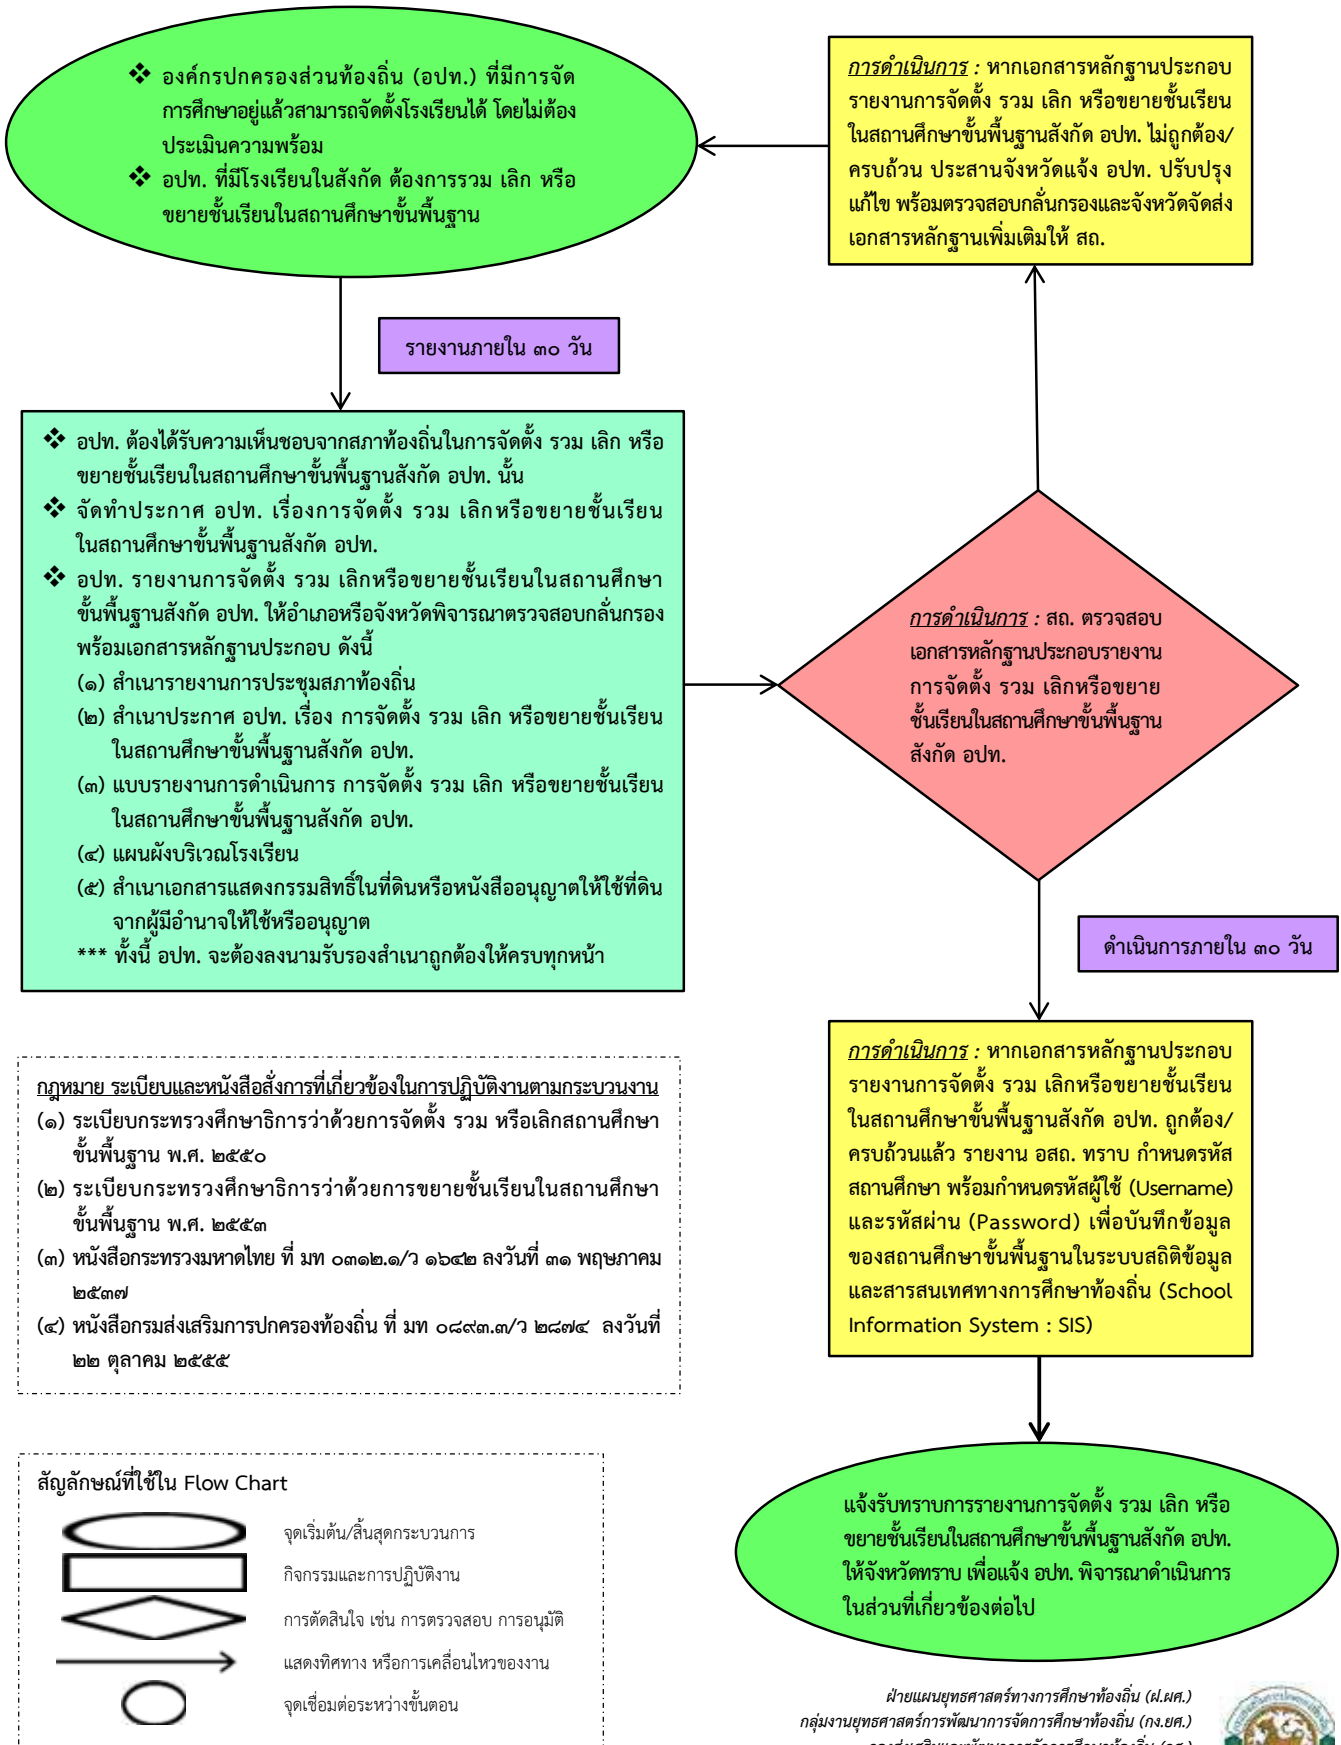 ❖ องค์กรปกครองส่วนท้องถิ่น (อปท.) ที่มีการจัด
การศึกษาอยู่แล้วสามารถจัดตั้งโรงเรียนได้ โดยไม่ต้อง
ประเมินความพร้อม
❖ อปท. ที่มีโรงเรียนในสังกัด ต้องการรวม เลิก หรือ
ขยายชั้นเรียนในสถานศึกษาขั้นพื้นฐาน
การดำเนินการ : หากเอกสารหลักฐานประกอบ
รายงานการจัดตั้ง รวม เลิก หรือขยายชั้นเรียน
ในสถานศึกษาขั้นพื้นฐานสังกัด อปท. ไม่ถูกต้อง/
ครบถ้วน ประสานจังหวัดแจ้ง อปท. ปรับปรุง
แก้ไข พร้อมตรวจสอบกลั่นกรองและจังหวัดจัดส่ง
เอกสารหลักฐานเพิ่มเติมให้ สถ.
รายงานภายใน ๓๐ วัน
❖ อปท. ต้องได้รับความเห็นชอบจากสภาท้องถิ่นในการจัดตั้ง รวม เลิก หรือ
ขยายชั้นเรียนในสถานศึกษาขั้นพื้นฐานสังกัด อปท. นั้น
❖ จัดทำประกาศ อปท. เรื่องการจัดตั้ง รวม เลิกหรือขยายชั้นเรียน
ในสถานศึกษาขั้นพื้นฐานสังกัด อปท.
❖ อปท. รายงานการจัดตั้ง รวม เลิกหรือขยายชั้นเรียนในสถานศึกษา
ขั้นพื้นฐานสังกัด อปท. ให้อำเภอหรือจังหวัดพิจารณาตรวจสอบกลั่นกรอง
พร้อมเอกสารหลักฐานประกอบ ดังนี้
(๑) สำเนารายงานการประชุมสภาท้องถิ่น
(๒) สำเนาประกาศ อปท. เรื่อง การจัดตั้ง รวม เลิก หรือขยายชั้นเรียน
ในสถานศึกษาขั้นพื้นฐานสังกัด อปท.
(๓) แบบรายงานการดำเนินการ การจัดตั้ง รวม เลิก หรือขยายชั้นเรียน
ในสถานศึกษาขั้นพื้นฐานสังกัด อปท.
(๔) แผนผังบริเวณโรงเรียน
(๕) สำเนาเอกสารแสดงกรรมสิทธิ์ในที่ดินหรือหนังสืออนุญาตให้ใช้ที่ดิน
จากผู้มีอำนาจให้ใช้หรืออนุญาต
*** ทั้งนี้ อปท. จะต้องลงนามรับรองสำเนาถูกต้องให้ครบทุกหน้า
การดำเนินการ : สถ. ตรวจสอบ
เอกสารหลักฐานประกอบรายงาน
การจัดตั้ง รวม เลิกหรือขยาย
ชั้นเรียนในสถานศึกษาขั้นพื้นฐาน
สังกัด อปท.
ดำเนินการภายใน ๓๐ วัน
การดำเนินการ : หากเอกสารหลักฐานประกอบ
รายงานการจัดตั้ง รวม เลิกหรือขยายชั้นเรียน
ในสถานศึกษาขั้นพื้นฐานสังกัด อปท. ถูกต้อง/
ครบถ้วนแล้ว รายงาน อสถ. ทราบ กำหนดรหัส
สถานศึกษา พร้อมกำหนดรหัสผู้ใช้ (Username)
และรหัสผ่าน (Password) เพื่อบันทึกข้อมูล
ของสถานศึกษาขั้นพื้นฐานในระบบสถิติข้อมูล
และสารสนเทศทางการศึกษาท้องถิ่น (School
Information System : SIS)
กฎหมาย ระเบียบและหนังสือสั่งการที่เกี่ยวข้องในการปฏิบัติงานตามกระบวนงาน
(๑) ระเบียบกระทรวงศึกษาธิการว่าด้วยการจัดตั้ง รวม หรือเลิกสถานศึกษา
ขั้นพื้นฐาน พ.ศ. ๒๕๕๐
(๒) ระเบียบกระทรวงศึกษาธิการว่าด้วยการขยายชั้นเรียนในสถานศึกษา
ขั้นพื้นฐาน พ.ศ. ๒๕๕๓
(๓) หนังสือกระทรวงมหาดไทย ที่ มท ๐๓๑๒.๑/ว ๑๖๔๒ ลงวันที่ ๓๑ พฤษภาคม
๒๕๓๗
(๔) หนังสือกรมส่งเสริมการปกครองท้องถิ่น ที่ มท ๐๘๙๓.๓/ว ๒๘๗๔ ลงวันที่
๒๒ ตุลาคม ๒๕๕๕
สัญลักษณ์ที่ใช้ใน Flow Chart
จุดเริ่มต้น/สิ้นสุดกระบวนการ
กิจกรรมและการปฏิบัติงาน
การตัดสินใจ เช่น การตรวจสอบ การอนุมัติ
แสดงทิศทาง หรือการเคลื่อนไหวของงาน
จุดเชื่อมต่อระหว่างขั้นตอน
แจ้งรับทราบการรายงานการจัดตั้ง รวม เลิก หรือ
ขยายชั้นเรียนในสถานศึกษาขั้นพื้นฐานสังกัด อปท.
ให้จังหวัดทราบ เพื่อแจ้ง อปท. พิจารณาดำเนินการ
ในส่วนที่เกี่ยวข้องต่อไป
ฝ่ายแผนยุทธศาสตร์ทางการศึกษาท้องถิ่น (ฝ.ผศ.)
กลุ่มงานยุทธศาสตร์การพัฒนาการจัดการศึกษาท้องถิ่น (กง.ยศ.)